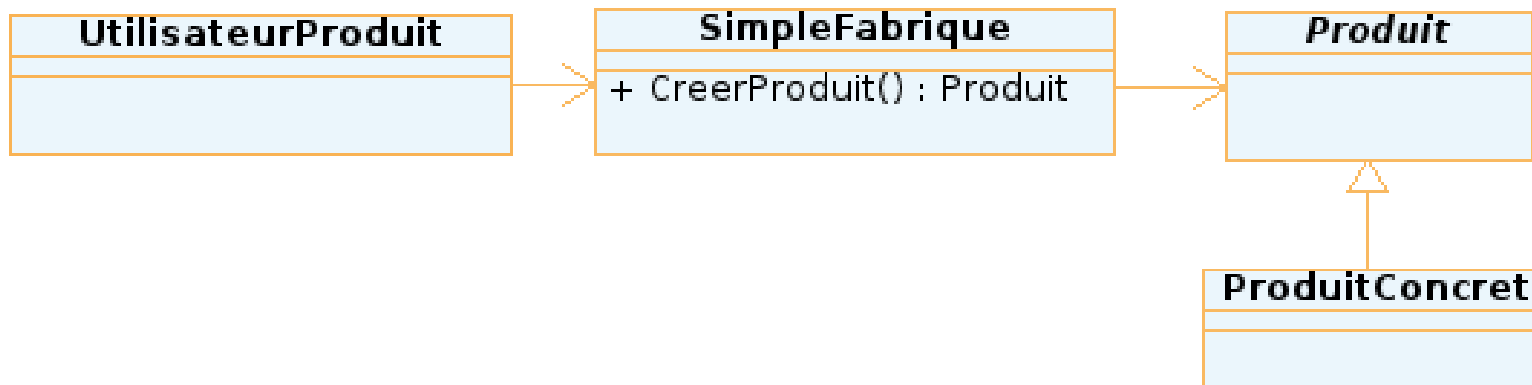 UtilisateurProduit
SimpleFabrique
+ CreerProduit() : Produit
Produit
ProduitConcret